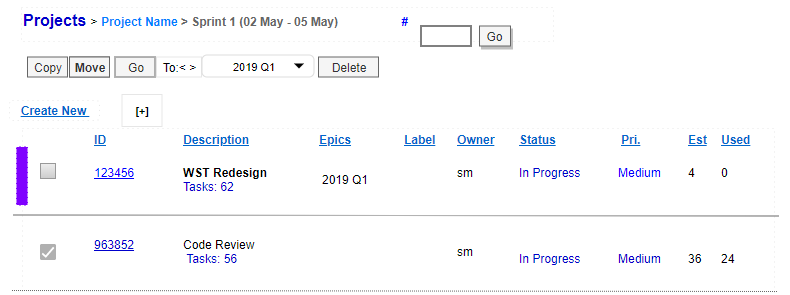 Projects > Project Name > Sprint 1 (02 May - 05 May) # Go
Copy Move Go To:< > 2019 Q1 Delete
Create New [+]
ID Description Epics Label Owner Status Pri. Est Used
123456 WST Redesign 2019 Q1 sm In Progress Medium 4 0
Tasks: 62
963852 Code Review sm In Progress Medium 36 24
Tasks: 56